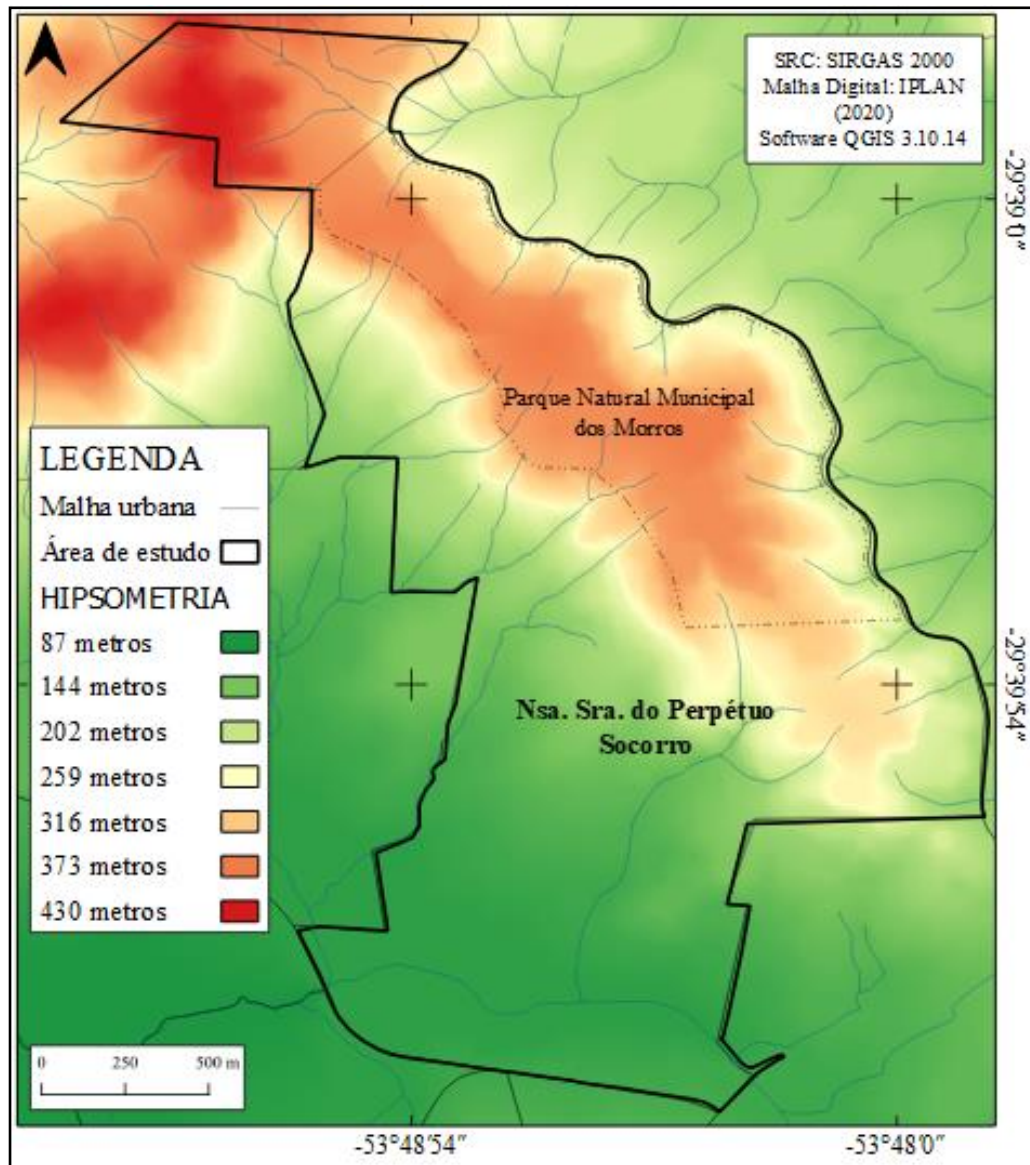 SRC: SIRGAS 2000
Malha Digital: IPLAN
(2020)
Software QGIS 3.10.14
-29°39'0"
Parque Natural Municipal
dos Morros
LEGENDA
Malha urbana
Área de estudo
HIPSOMETRIA
87 metros
144 metros
202 metros
259 metros
316 metros
373 metros
430 metros
-29°39'54"
Nsa. Sra. do Perpétuo
Socorro
0 250 500 m
-53°48'54" -53°48'0"